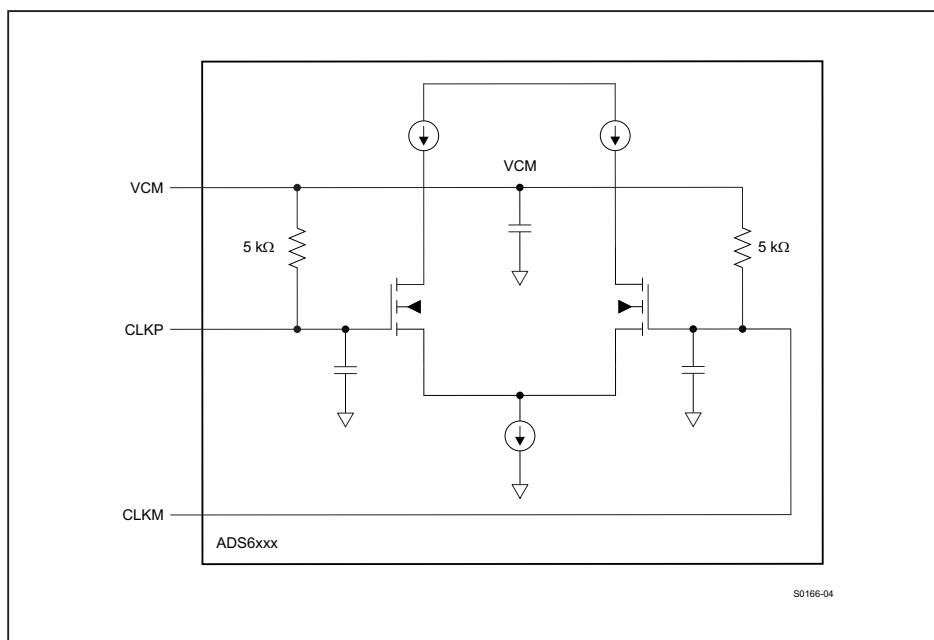 VCM
VCM
5 kΩ
5 kΩ
CLKP
CLKM
ADS6xxx
S0166-04